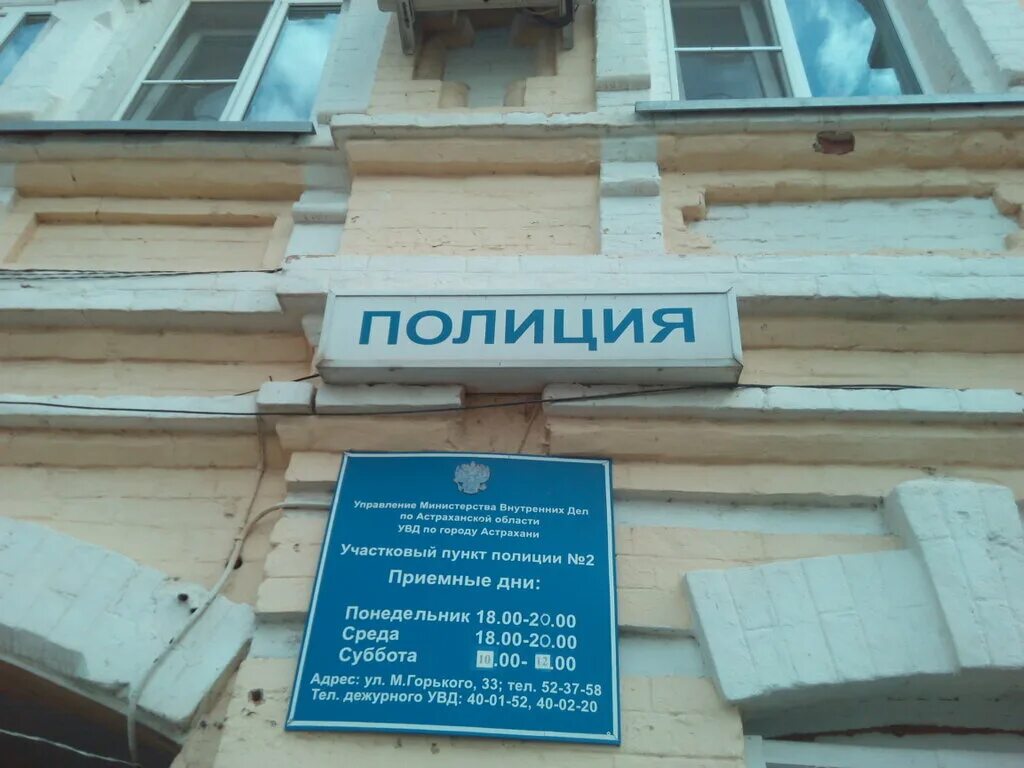 ПОЛИЦИЯ
Управление Министерства Внутренних Дел
по Астраханской области
УВД по городу Астрахани
Участковый пункт полиции №2
Приемные дни:
Понедельник 18.00-20.00
Среда 18.00-20.00
Суббота 10.00- 12.00
Адрес: ул. М.Горького, 33; тел. 52-37-58
Тел. дежурного УВД: 40-01-52, 40-02-20